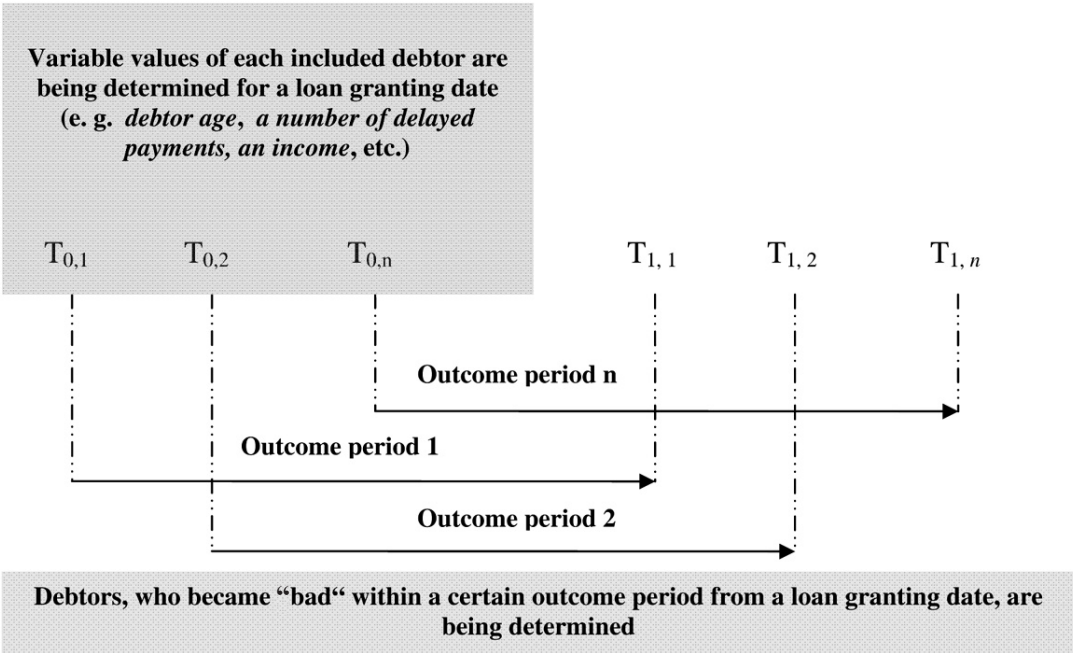 Variable values of each included debtor are
being determined for a loan granting date
(e. g. debtor age, a number of delayed
payments, an income, etc.)
T0,1 T0,2 T0,n T1, 1 T1, 2 T1, n
Outcome period n
Outcome period 1
Outcome period 2
Debtors, who became “bad“ within a certain outcome period from a loan granting date, are
being determined